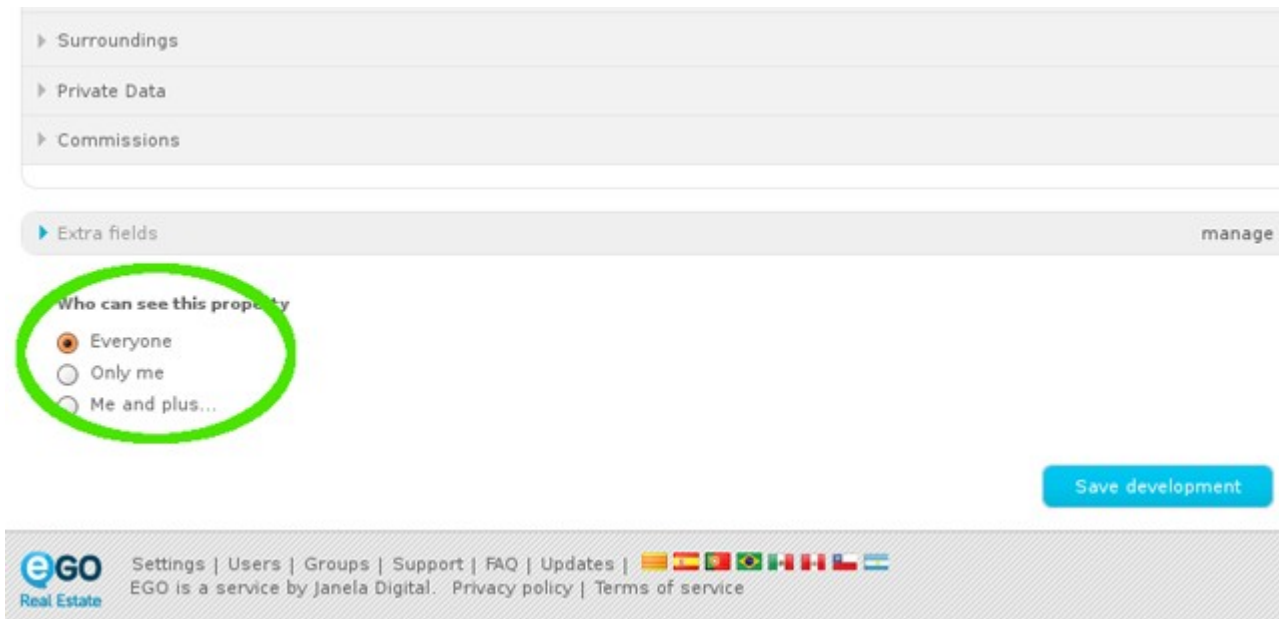 Surroundings
Private Data
Commissions
Extra fields manage
Who can see this property
Everyone
Only me
Me and plus...
Save development
eGO
Real Estate
Settings | Users | Groups | Support | FAQ | Updates |
EGO is a service by Janela Digital. Privacy policy | Terms of service